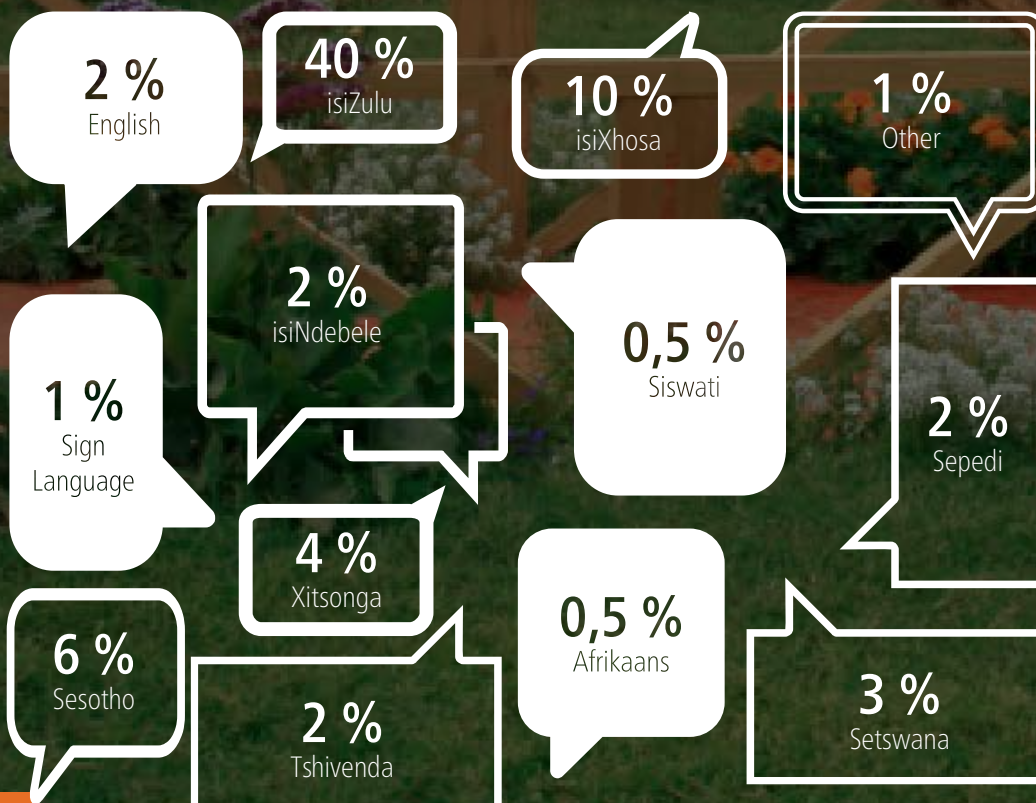 2 %
English
40 %
isiZulu
10 %
isiXhosa
1 %
Other
2 %
isiNdebele
0,5 %
Siswati
1 %
Sign
Language
2 %
Sepedi
4 %
Xitsonga
0,5 %
Afrikaans
6 %
Sesotho
2 %
Tshivenda
3 %
Setswana